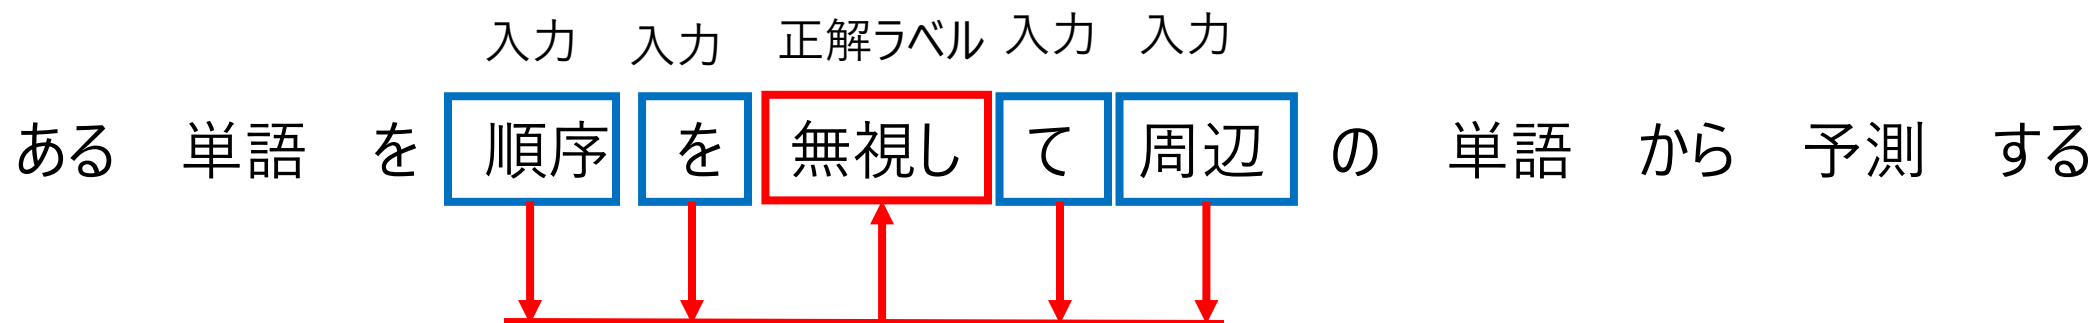 入力 入力 正解ラベル 入力 入力
ある 単語 を 順序 を 無視し て 周辺 の 単語 から 予測 する